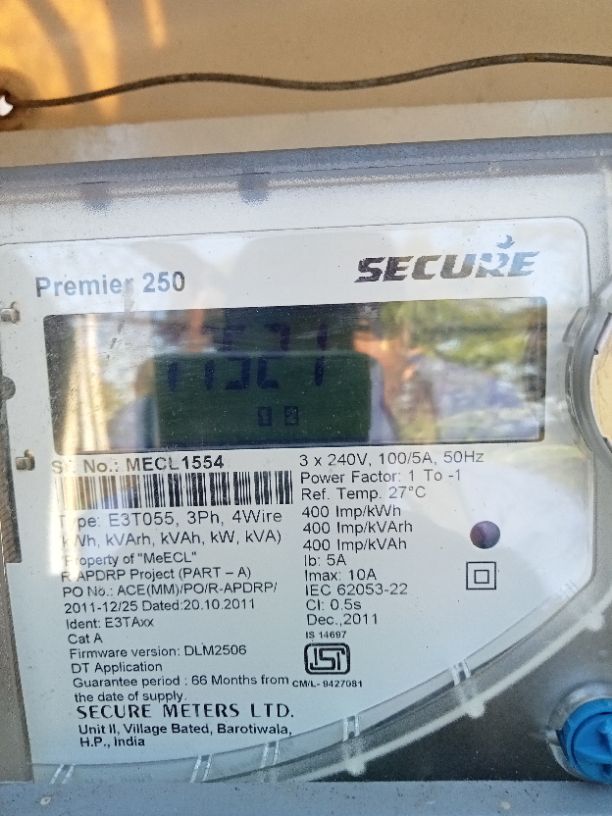 Premier 250
SECURE
No.: MECL1554
Type: E3T055, 3Ph, 4Wire
kWh, kVArh, kVAh, kW, kVA)
Property of "MeECL"
R-APDRP Project (PART – A)
PO No.: ACE(MM)/PO/R-APDRP/
2011-12/25 Dated:20.10.2011
Ident: E3TAxx
Cat A
Firmware version: DLM2506
DT Application
Guarantee period : 66 Months from
the date of supply.
SECURE METERS LTD.
Unit II, Village Bated, Barotiwala,
H.P., India
3 x 240V, 100/5A, 50Hz
Power Factor: 1 To -1
Ref. Temp. 27°C
400 Imp/kWh
400 Imp/kVArh
400 Imp/kVAh
Ib: 5A
Imax: 10A
IEC 62053-22
Cl: 0.5s
Dec.,2011
IS 14697
ISI
CM/L- 9427081